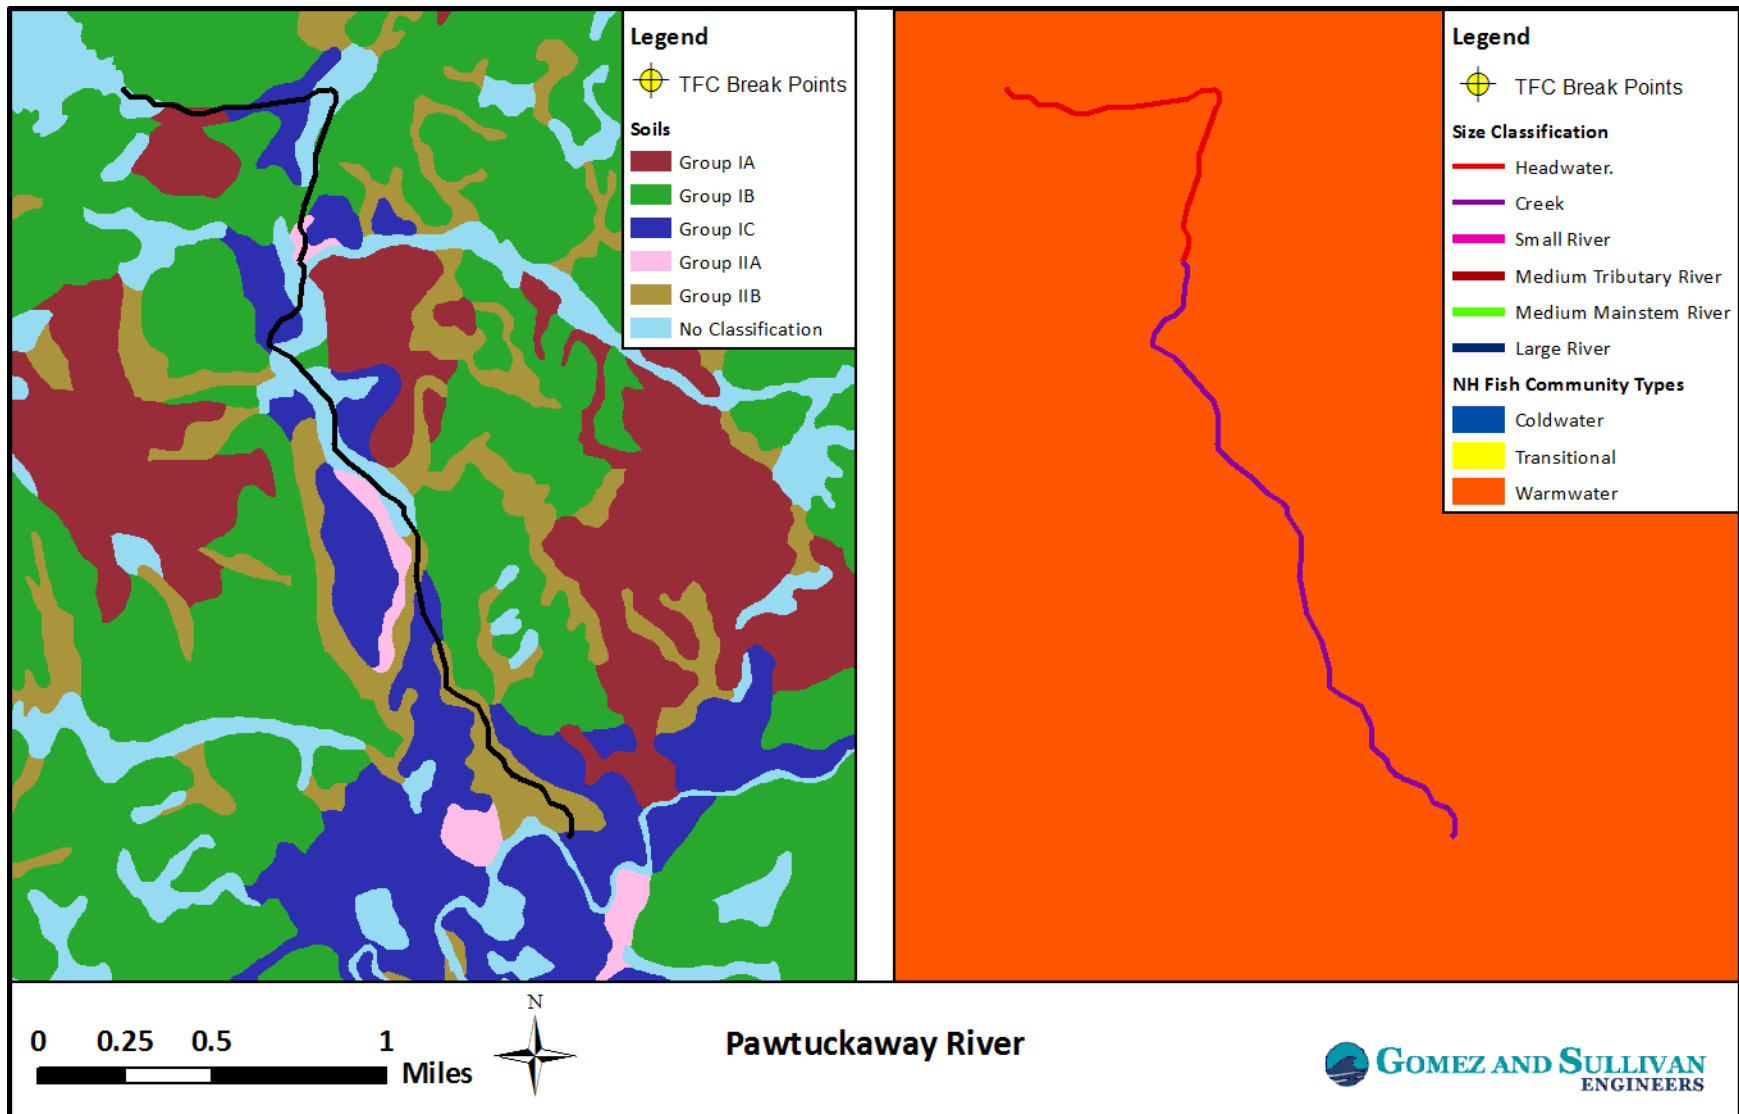 Legend
TFC Break Points
Soils
Group IA
Group IB
Group IC
Group IIA
Group IIB
No Classification
Legend
TFC Break Points
Size Classification
Headwater.
Creek
Small River
Medium Tributary River
Medium Mainstem River
Large River
NH Fish Community Types
Coldwater
Transitional
Warmwater
0 0.25 0.5 1
Miles
N
Pawtuckaway River
GOMEZ AND SULLIVAN
ENGINEERS